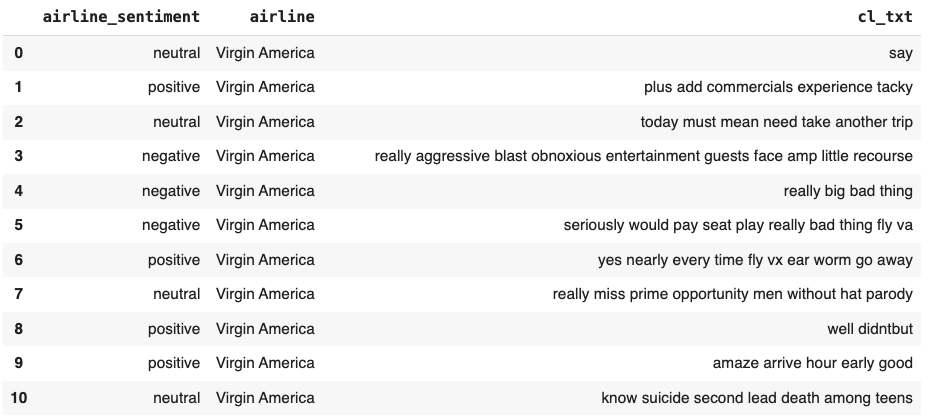 airline_sentiment airline cl_txt
0 neutral Virgin America say
1 positive Virgin America plus add commercials experience tacky
2 neutral Virgin America today must mean need take another trip
3 negative Virgin America really aggressive blast obnoxious entertainment guests face amp little recourse
4 negative Virgin America really big bad thing
5 negative Virgin America seriously would pay seat play really bad thing fly va
6 positive Virgin America yes nearly every time fly vx ear worm go away
7 neutral Virgin America really miss prime opportunity men without hat parody
8 positive Virgin America well didntbut
9 positive Virgin America amaze arrive hour early good
10 neutral Virgin America know suicide second lead death among teens